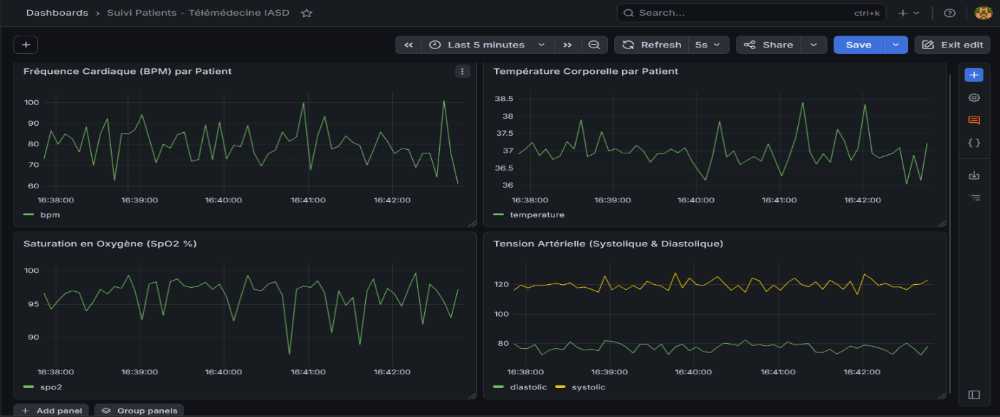 Dashboards › Suivi Patients - Télémédecine IASD
Search... ctrl+k
Last 5 minutes Refresh 5s Share Save Exit edit
Fréquence Cardiaque (BPM) par Patient
100
90
80
70
60
16:38:00 16:39:00 16:40:00 16:41:00 16:42:00
bpm
Température Corporelle par Patient
38.5
38
37.5
37
36.5
36
16:38:00 16:39:00 16:40:00 16:41:00 16:42:00
temperature
Saturation en Oxygène (SpO2 %)
100
95
90
16:38:00 16:39:00 16:40:00 16:41:00 16:42:00
spo2
Tension Artérielle (Systolique & Diastolique)
120
100
80
16:38:00 16:39:00 16:40:00 16:41:00 16:42:00
diastolic systolic
Add panel Group panels